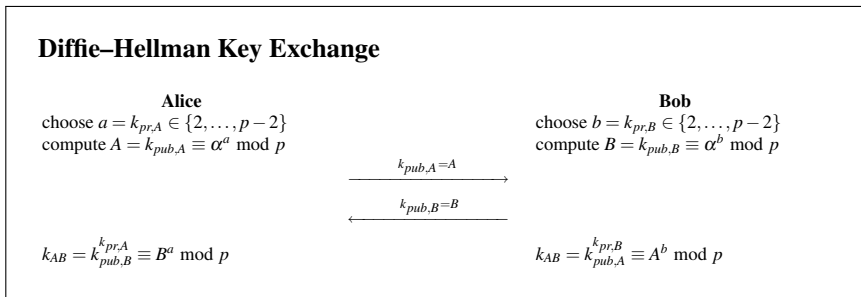 Diffie–Hellman Key Exchange
Alice Bob
choose a = k_{pr,A} ∈ {2,...,p−2} choose b = k_{pr,B} ∈ {2,...,p−2}
compute A = k_{pub,A} ≡ α^a mod p compute B = k_{pub,B} ≡ α^b mod p
k_{pub,A}=A
k_{pub,B}=B
k_{AB} = k_{pub,B}^{k_{pr,A}} ≡ B^a mod p k_{AB} = k_{pub,A}^{k_{pr,B}} ≡ A^b mod p